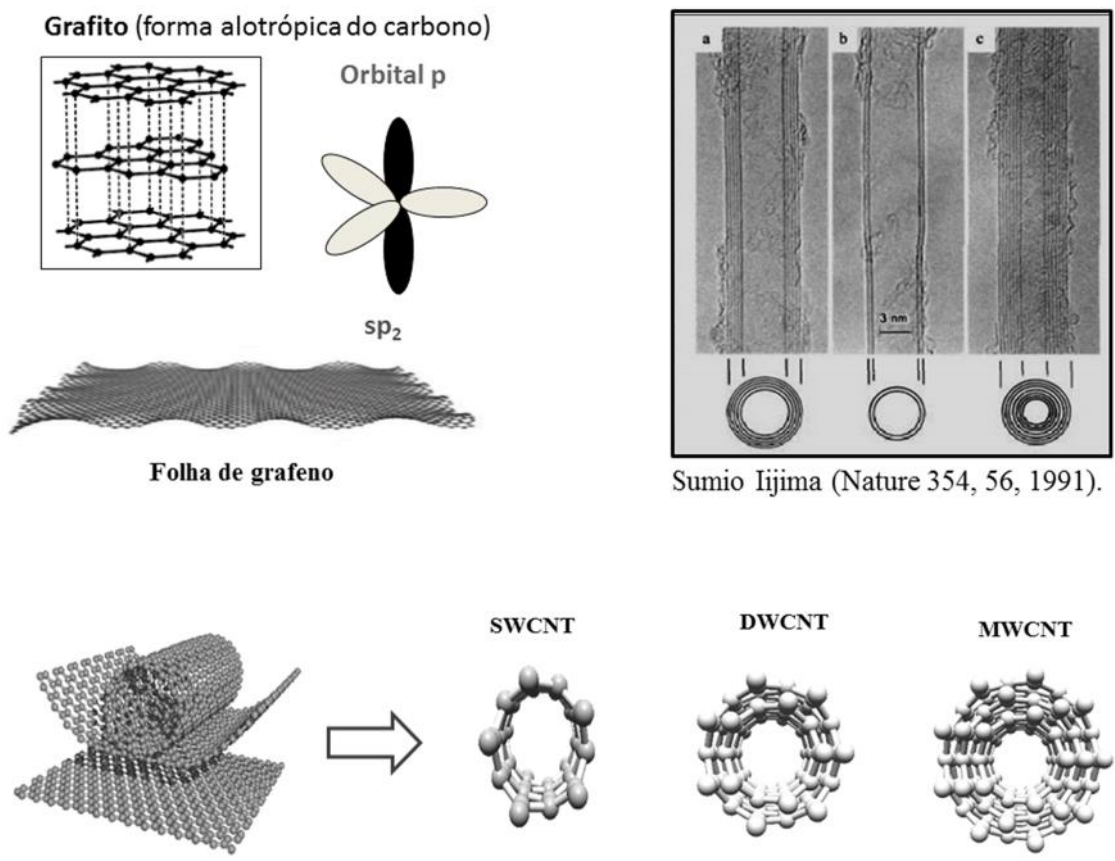 Grafito (forma alotrópica do carbono)
Orbital p
sp2
Folha de grafeno
a
b
c
3 nm
Sumio Iijima (Nature 354, 56, 1991).
SWCNT
DWCNT
MWCNT